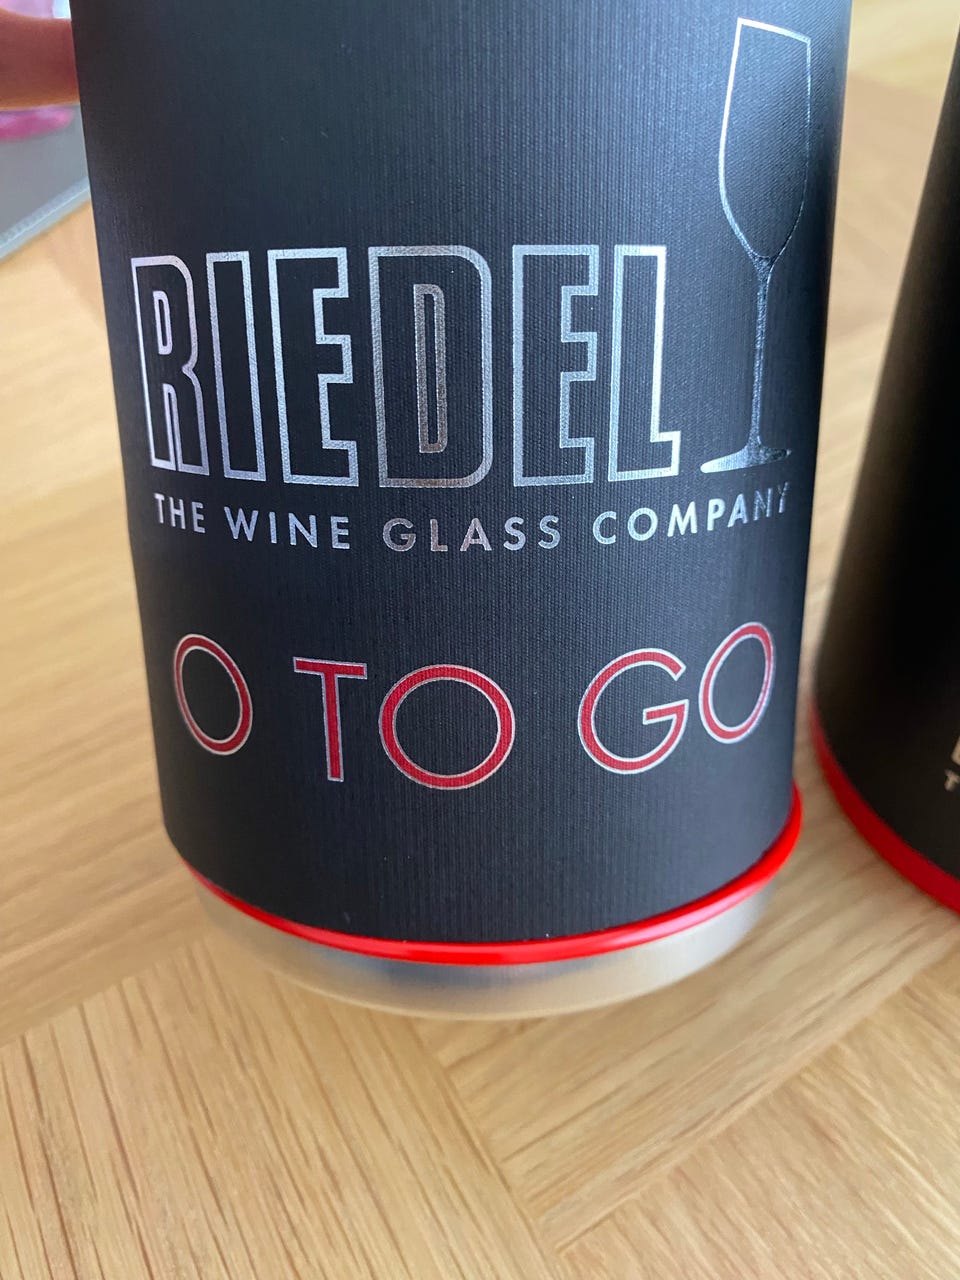 RIEDEL
THE WINE GLASS COMPANY
O TO GO